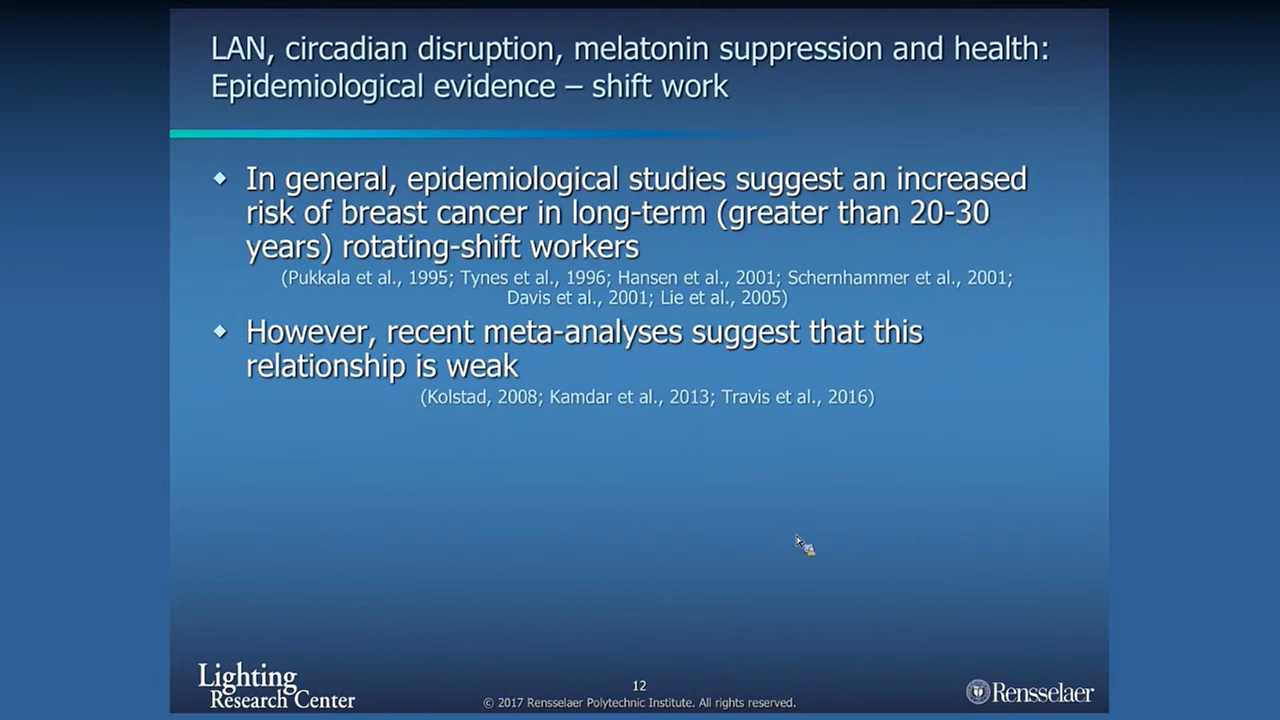 LAN, circadian disruption, melatonin suppression and health:
Epidemiological evidence – shift work
In general, epidemiological studies suggest an increased
risk of breast cancer in long-term (greater than 20-30
years) rotating-shift workers
(Pukkala et al., 1995; Tynes et al., 1996; Hansen et al., 2001; Schernhammer et al., 2001;
Davis et al., 2001; Lie et al., 2005)
However, recent meta-analyses suggest that this
relationship is weak
(Kolstad, 2008; Kamdar et al., 2013; Travis et al., 2016)
Lighting
Research Center
12
© 2017 Rensselaer Polytechnic Institute. All rights reserved.
Rensselaer